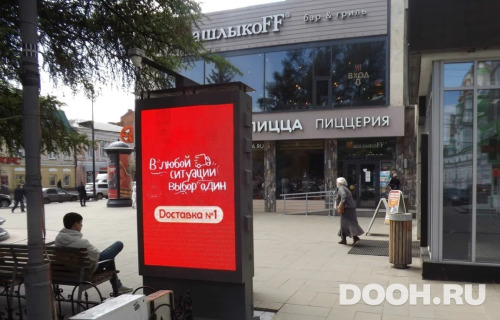 ашлыкоFF
бар & гриль
ВХОД
ПИЦЦА ПИЦЦЕРИЯ
В любой
ситуации
выбор один
Доставка №1
DOOH.RU